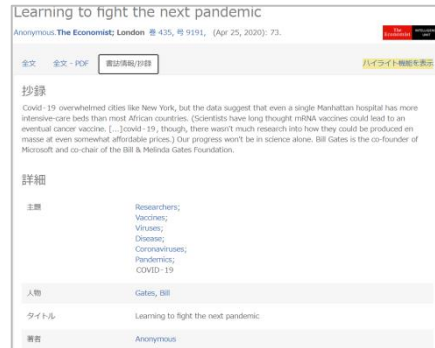 Learning to fight the next pandemic
Anonymous.The Economist; London 巻 435, 号 9191, (Apr 25, 2020): 73.
The Economist INTELLIGENCE UNIT
全文 全文 - PDF 書誌情報/抄録 ハイライト機能を表示
抄録
Covid-19 overwhelmed cities like New York, but the data suggest that even a single Manhattan hospital has more
intensive-care beds than most African countries. (Scientists have long thought mRNA vaccines could lead to an
eventual cancer vaccine. [...]covid-19, though, there wasn't much research into how they could be produced en
masse at even somewhat affordable prices.) Our progress won't be in science alone. Bill Gates is the co-founder of
Microsoft and co-chair of the Bill & Melinda Gates Foundation.
詳細
主題 Researchers;
Vaccines;
Viruses;
Disease;
Coronaviruses;
Pandemics;
COVID-19
人物 Gates, Bill
タイトル Learning to fight the next pandemic
著者 Anonymous